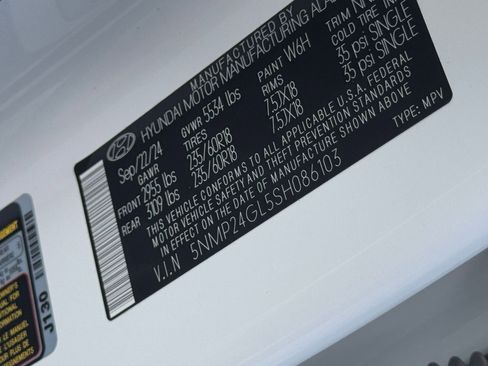 MANUFACTURED BY
HYUNDAI MOTOR MANUFACTURING
Sep/22/24 GVWR 5534 lbs PAINT W6H TRIM
GAWR TIRES RIMS COLD TIRE
FRONT 2955 lbs 235/60R18 7.5JX18 35 psi SINGLE
REAR 3109 lbs 235/60R18 7.5JX18 35 psi SINGLE
THIS VEHICLE CONFORMS TO ALL APPLICABLE U.S.A. FEDERAL
MOTOR VEHICLE SAFETY AND THEFT PREVENTION STANDARDS
IN EFFECT ON THE DATE OF MANUFACTURE SHOWN ABOVE
V.I.N 5NMP24GL5SH086103 TYPE: MPV
J130